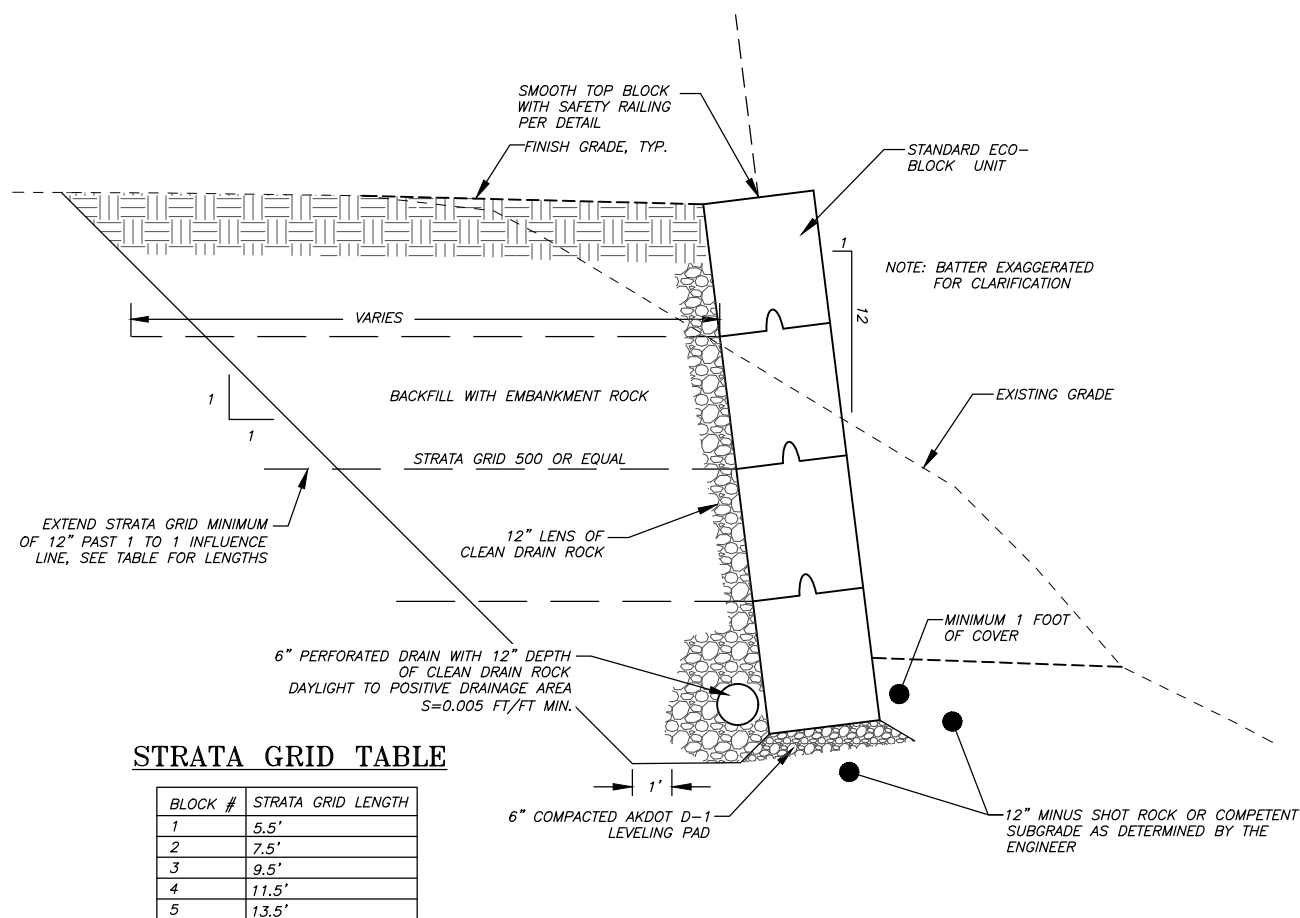 SMOOTH TOP BLOCK
WITH SAFETY RAILING
PER DETAIL
FINISH GRADE, TYP.
STANDARD ECO-
BLOCK UNIT
1
12
NOTE: BATTER EXAGGERATED
FOR CLARIFICATION
VARIES
BACKFILL WITH EMBANKMENT ROCK
1
1
EXISTING GRADE
STRATA GRID 500 OR EQUAL
EXTEND STRATA GRID MINIMUM
OF 12" PAST 1 TO 1 INFLUENCE
LINE, SEE TABLE FOR LENGTHS
12" LENS OF
CLEAN DRAIN ROCK
MINIMUM 1 FOOT
OF COVER
6" PERFORATED DRAIN WITH 12" DEPTH
OF CLEAN DRAIN ROCK
DAYLIGHT TO POSITIVE DRAINAGE AREA
S=0.005 FT/FT MIN.
1'
6" COMPACTED AKDOT D-1
LEVELING PAD
12" MINUS SHOT ROCK OR COMPETENT
SUBGRADE AS DETERMINED BY THE
ENGINEER
STRATA GRID TABLE
BLOCK # STRATA GRID LENGTH
1 5.5'
2 7.5'
3 9.5'
4 11.5'
5 13.5'